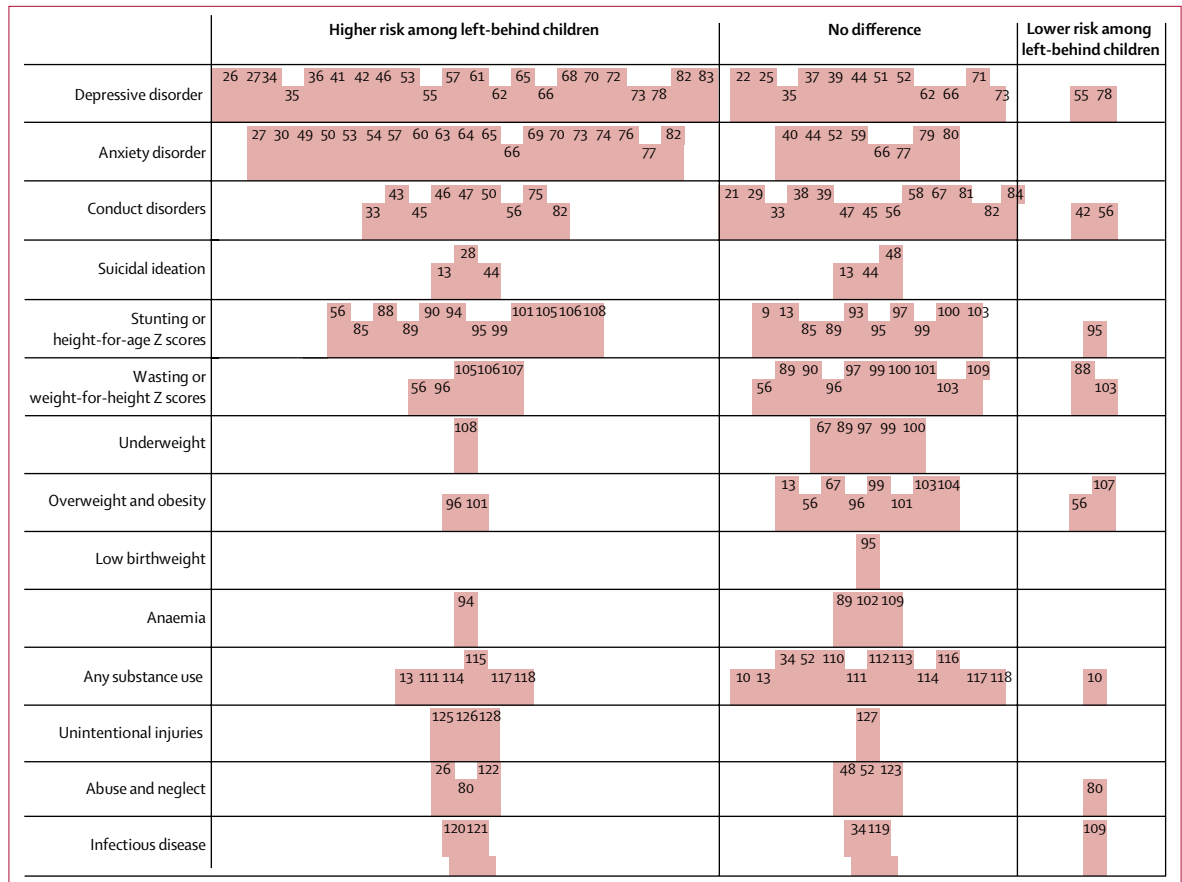 Higher risk among left-behind children
No difference
Lower risk among
left-behind children
Depressive disorder
26 27 34 36 41 42 46 53 57 61 65 68 70 72 82 83
35 55 62 66 73 78
22 25 37 39 44 51 52 71
35 62 66 73
55 78
Anxiety disorder
27 30 49 50 53 54 57 60 63 64 65 69 70 73 74 76 82
66 77
40 44 52 59 79 80
66 77
Conduct disorders
43 46 47 50 75
33 45 56 82
21 29 38 39 58 67 81 84
33 47 45 56 82
42 56
Suicidal ideation
28
13 44
48
13 44
Stunting or
height-for-age Z scores
56 88 90 94 101 105 106 108
85 89 95 99
9 13 93 97 100 103
85 89 95 99
95
Wasting or
weight-for-height Z scores
105 106 107
56 96
89 90 97 99 100 101 109
56 96 103
88
103
Underweight
108
67 89 97 99 100
Overweight and obesity
96 101
13 67 99 103 104
56 96 101
107
56
Low birthweight
95
Anaemia
94
89 102 109
Any substance use
115
13 111 114 117 118
34 52 110 112 113 116
10 13 111 114 117 118
10
Unintentional injuries
125 126 128
127
Abuse and neglect
26 122
80
48 52 123
80
Infectious disease
120 121
34 119
109